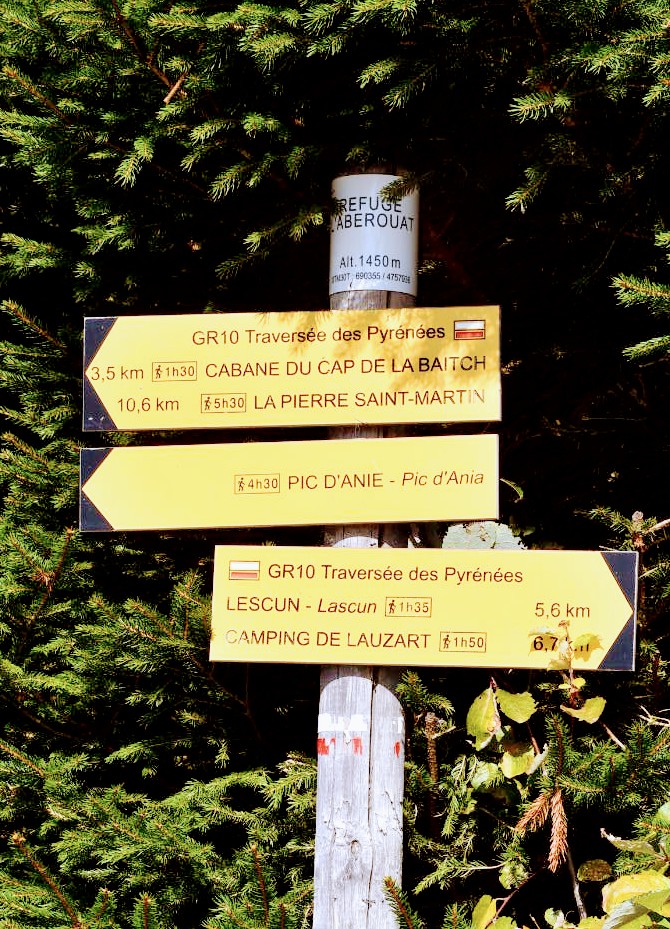 REFUGE
L'ABEROUAT
Alt.1450m
690355 / 4757936
GR10 Traversée des Pyrénées
3,5 km 1h30 CABANE DU CAP DE LA BAITCH
10,6 km 5h30 LA PIERRE SAINT-MARTIN
4h30 PIC D'ANIE - Pic d'Ania
GR10 Traversée des Pyrénées
LESCUN - Lascun 1h35 5,6 km
CAMPING DE LAUZART 1h50